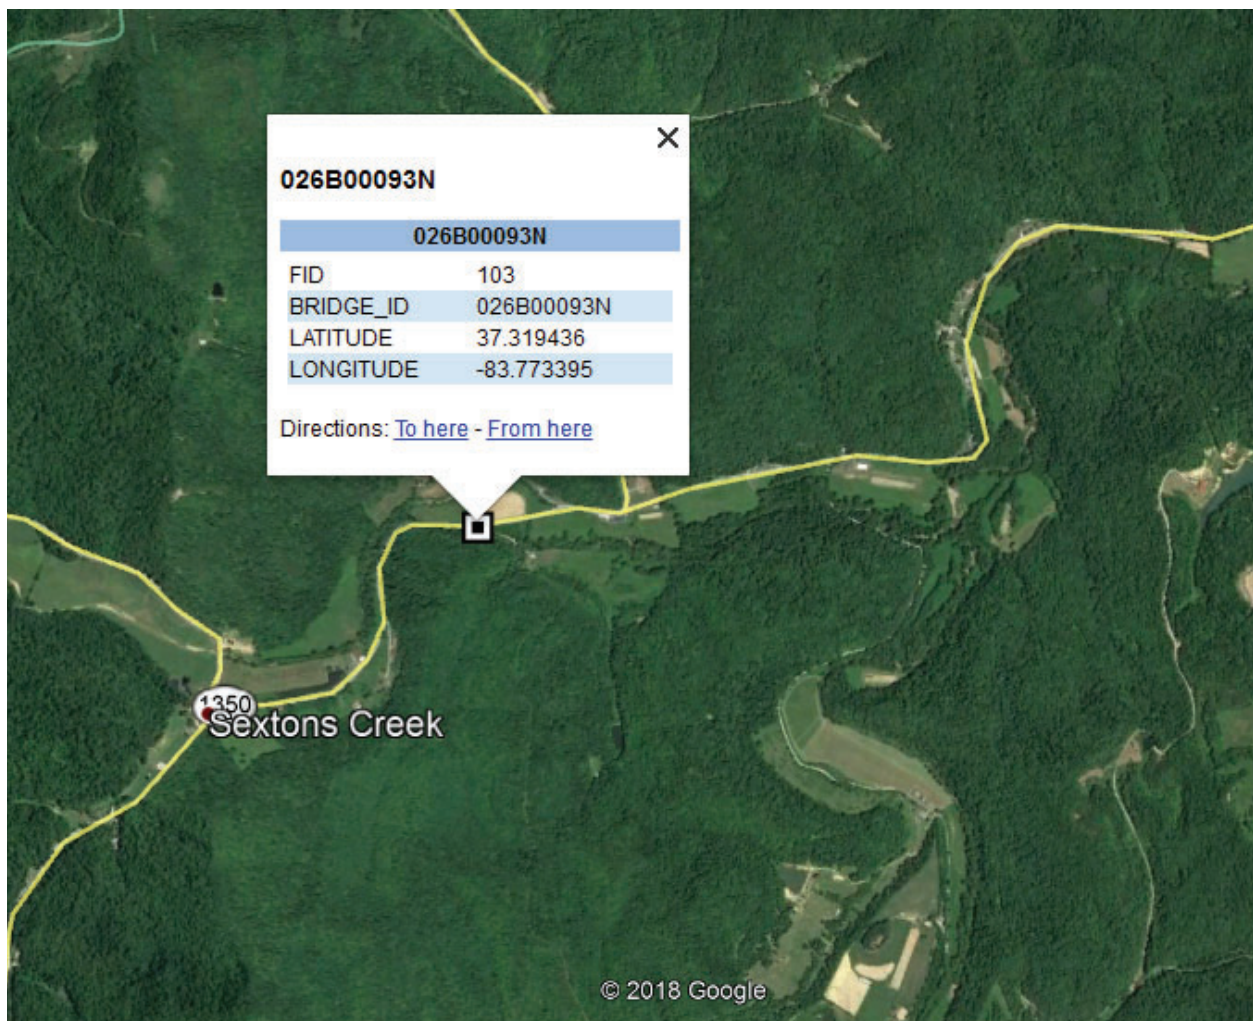 026B00093N
026B00093N
FID 103
BRIDGE_ID 026B00093N
LATITUDE 37.319436
LONGITUDE -83.773395
Directions: To here - From here
1350
Sextons Creek
© 2018 Google